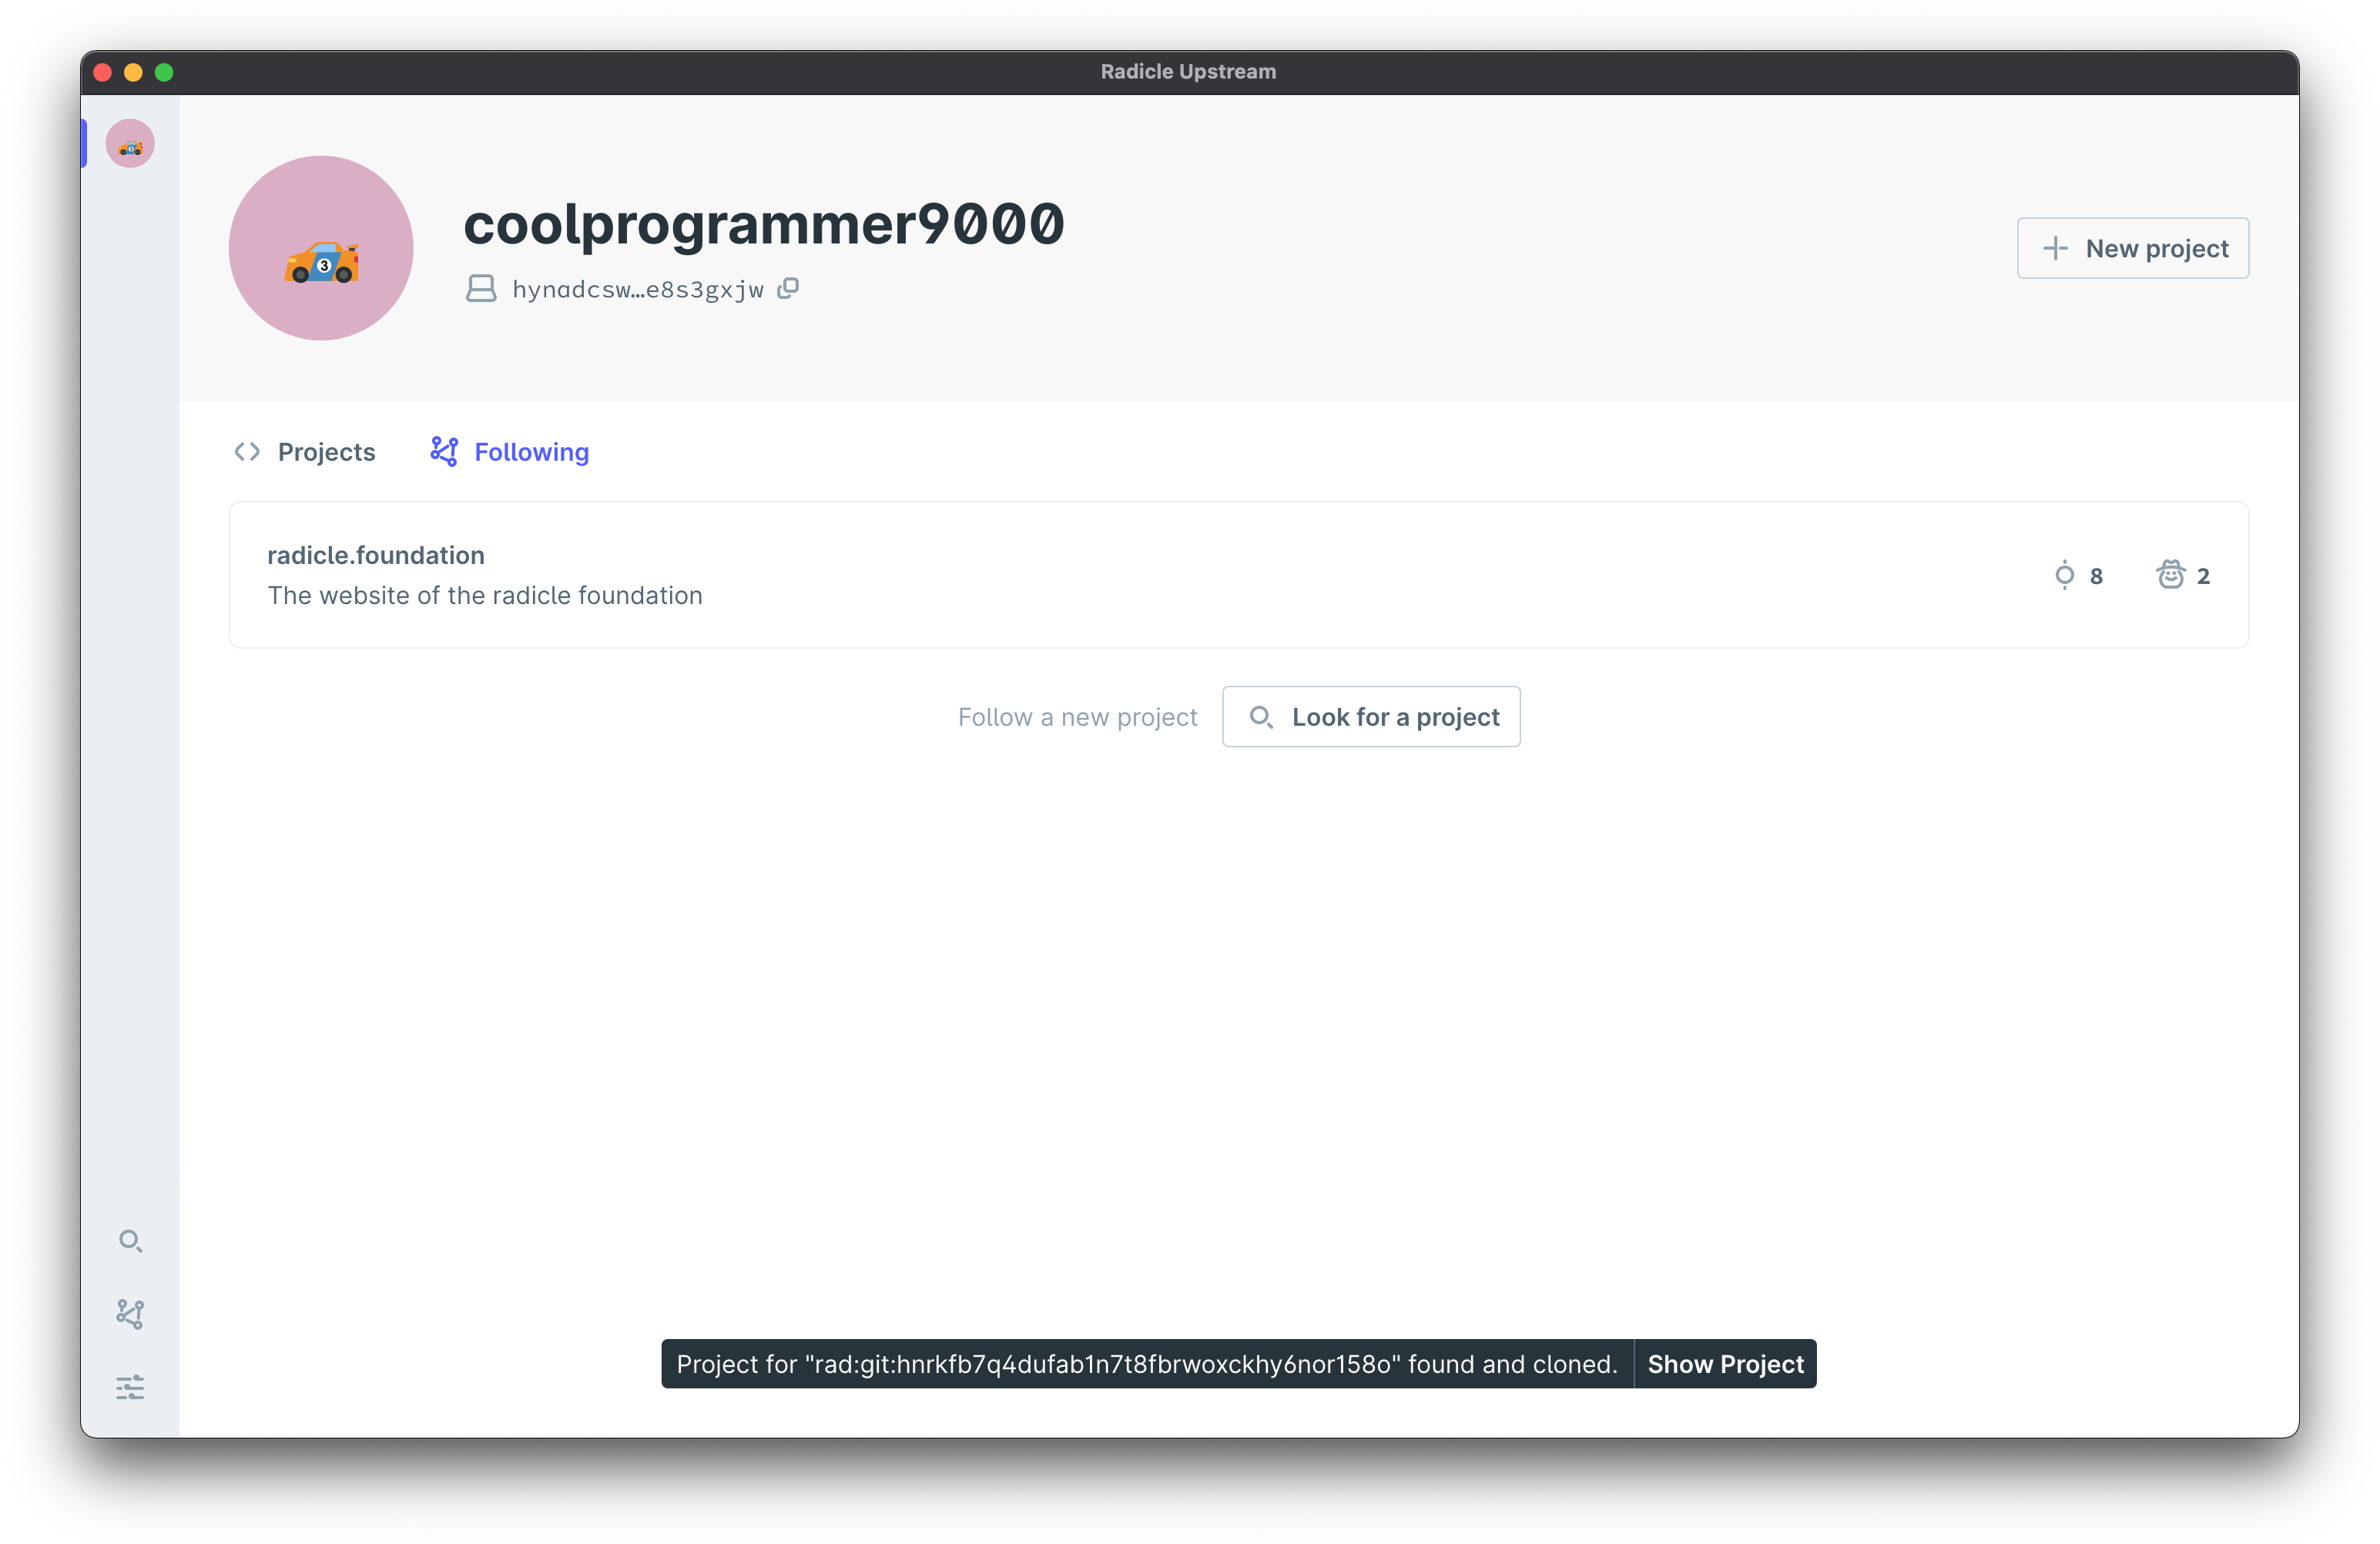 Radicle Upstream
coolprogrammer9000
hynadcsw…e8s3gxjw
New project
Projects
Following
radicle.foundation
The website of the radicle foundation
8
2
Follow a new project
Look for a project
Project for "rad:git:hnrkfb7q4dufab1n7t8fbrwoxckhy6nor158o" found and cloned.
Show Project
3